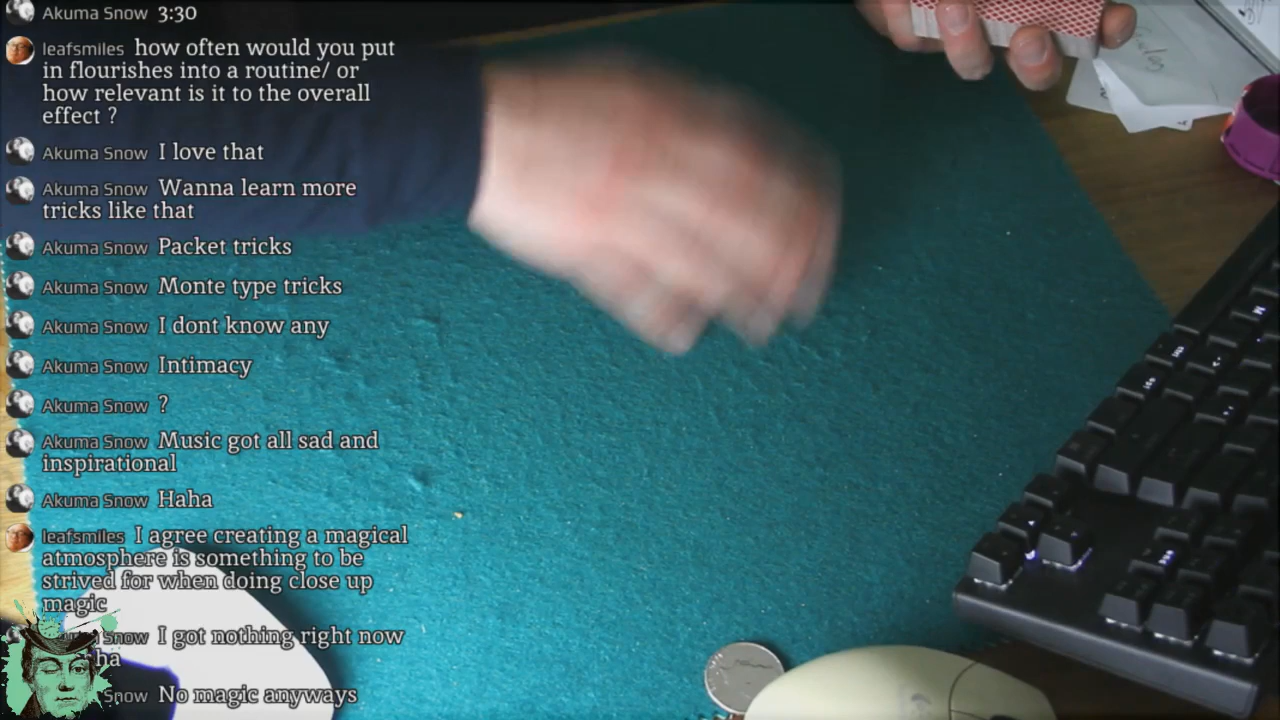 Akuma Snow 3:30
leafsmiles how often would you put
in flourishes into a routine/ or
how relevant is it to the overall
effect ?
Akuma Snow I love that
Akuma Snow Wanna learn more
tricks like that
Akuma Snow Packet tricks
Akuma Snow Monte type tricks
Akuma Snow I dont know any
Akuma Snow Intimacy
Akuma Snow ?
Akuma Snow Music got all sad and
inspirational
Akuma Snow Haha
leafsmiles I agree creating a magical
atmosphere is something to be
strived for when doing close up
magic
Snow I got nothing right now
ha
Snow No magic anyways